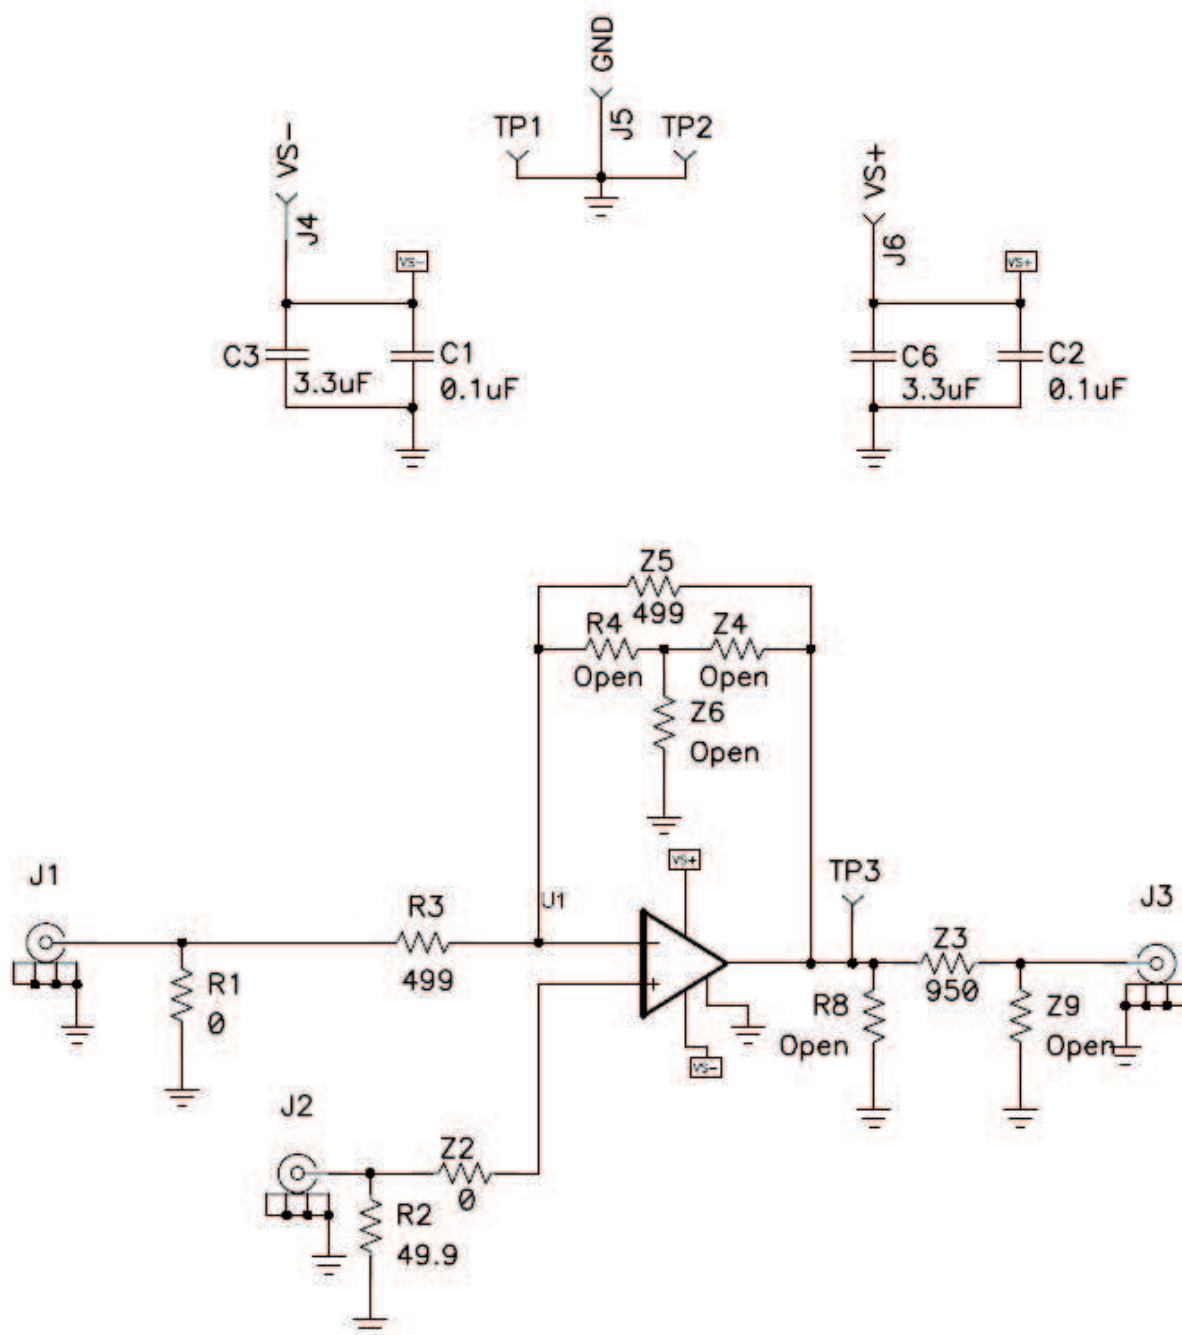 GND
J5
TP1
TP2
VS-
J4
VS-
C3
3.3uF
C1
0.1uF
VS+
J6
VS+
C6
3.3uF
C2
0.1uF
Z5
499
R4
Open
Z4
Open
Z6
Open
J1
R1
0
R3
499
U1
VS+
-
+
VS-
TP3
J3
Z3
950
R8
Open
Z9
Open
J2
Z2
0
R2
49.9